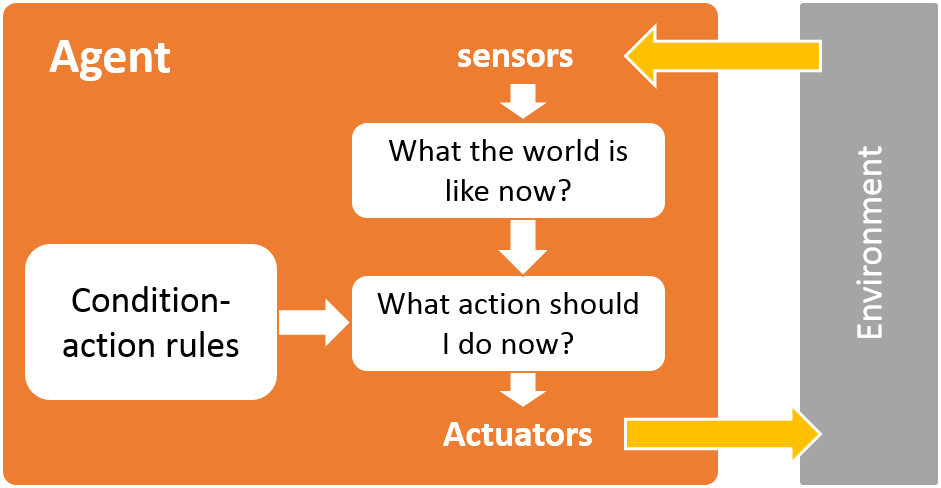 Agent
sensors
What the world is
like now?
Condition-
action rules
What action should
I do now?
Actuators
Environment